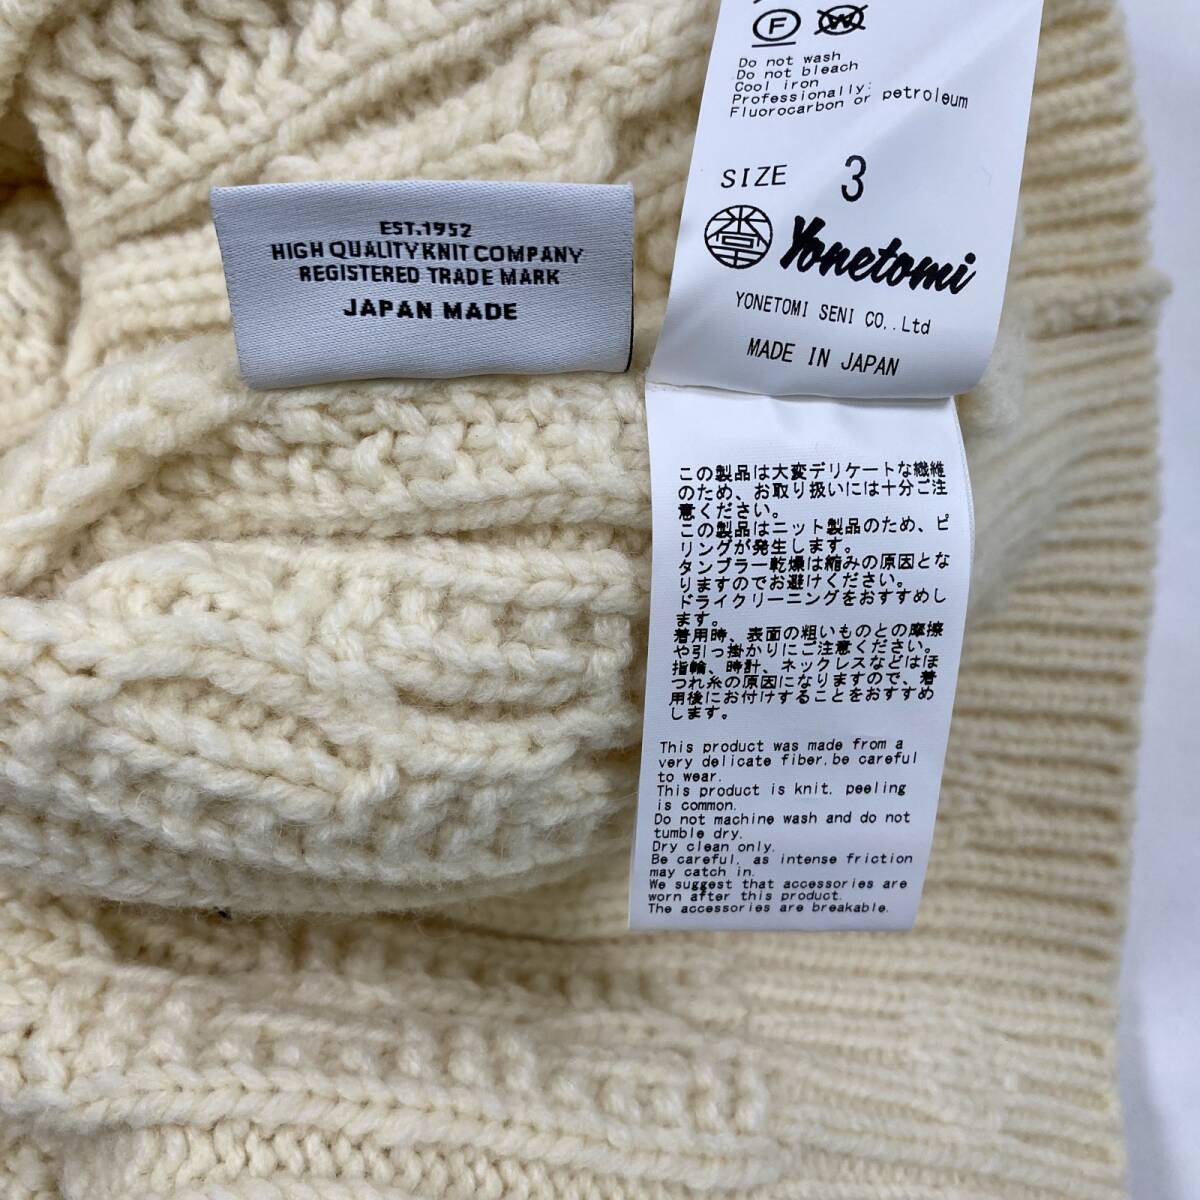 F
W
Do not wash
Do not bleach
Cool iron
Professionally:
Fluorocarbon or petroleum
SIZE 3
Yonetomi
YONETOMI SENI CO,.Ltd
MADE IN JAPAN
EST.1952
HIGH QUALITY KNIT COMPANY
REGISTERED TRADE MARK
JAPAN MADE
この製品は大変デリケートな繊維
のため、お取り扱いには十分ご注
意ください。
この製品はニット製品のため、ピ
リングが発生します。
タンブラー乾燥は縮みの原因とな
りますのでお避けください。
ドライクリーニングをおすすめし
ます。
着用時、表面の粗いものとの摩擦
や引っ掛かりにご注意ください。
指輪、時計、ネックレスなどはほ
つれ糸の原因になりますので、着
用後にお付けすることをおすすめ
します。
This product was made from a
very delicate fiber,be careful
to wear.
This product is knit. peeling
is common.
Do not machine wash and do not
tumble dry.
Dry clean only.
Be careful. as intense friction
may catch in.
We suggest that accessories are
worn after this product.
The accessories are breakable.